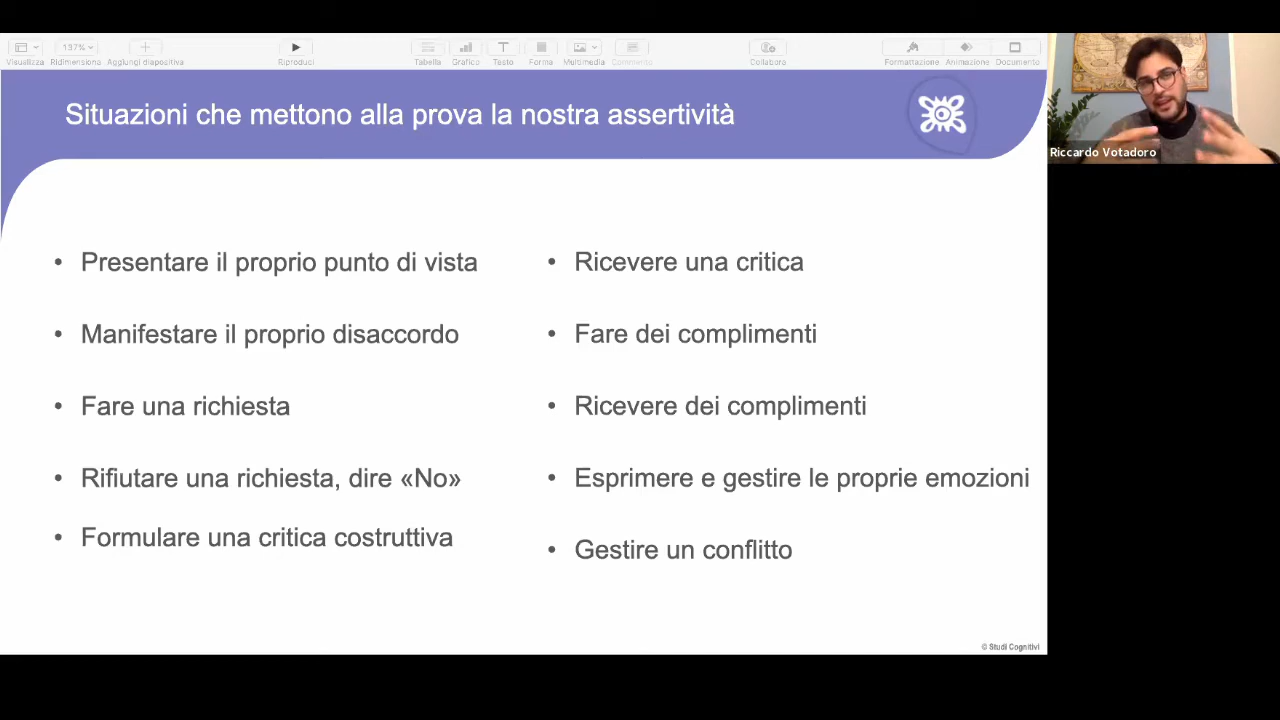 137%
Visualizza
Ridimensiona
Aggiungi diapositiva
Riproduci
Tabella
Grafico
Testo
Forma
Multimedia
Commento
Collabora
Formattazione
Animazione
Documento
Situazioni che mettono alla prova la nostra assertività
Riccardo Votadoro
• Presentare il proprio punto di vista
• Manifestare il proprio disaccordo
• Fare una richiesta
• Rifiutare una richiesta, dire «No»
• Formulare una critica costruttiva
• Ricevere una critica
• Fare dei complimenti
• Ricevere dei complimenti
• Esprimere e gestire le proprie emozioni
• Gestire un conflitto
© Studi Cognitivi